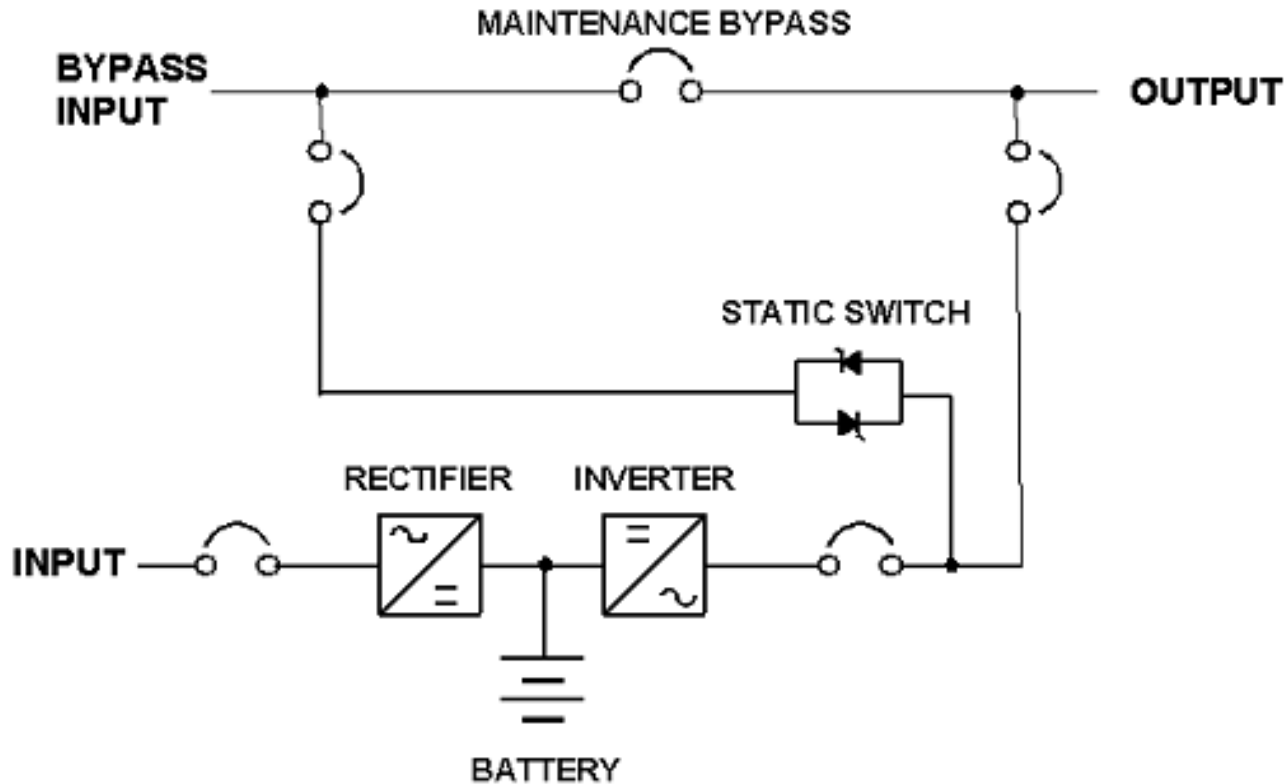 MAINTENANCE BYPASS
BYPASS
INPUT
OUTPUT
STATIC SWITCH
RECTIFIER
INVERTER
INPUT
BATTERY